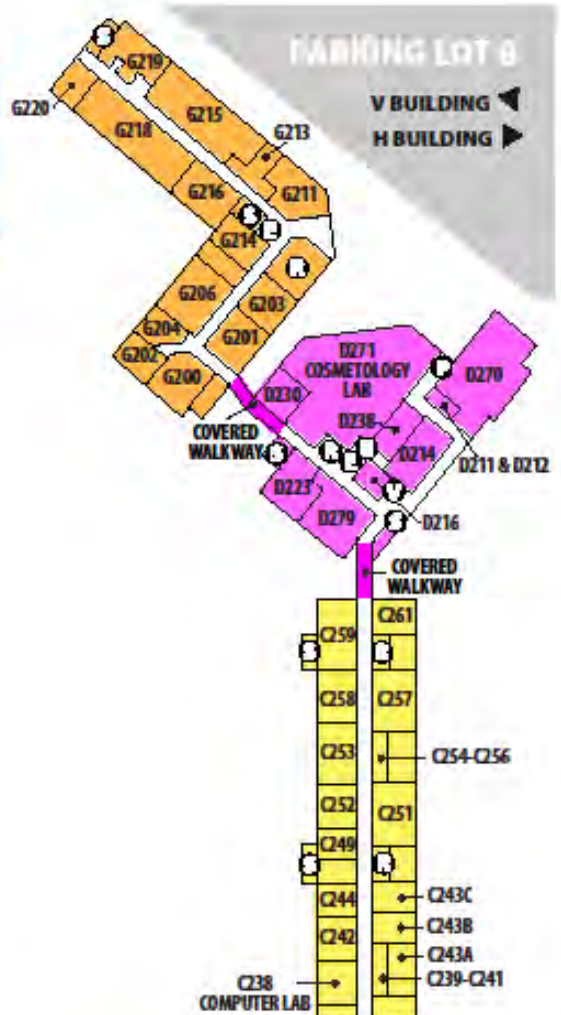 PARKING LOT B
V BUILDING
H BUILDING
G219
G220
G215
G218
G213
G211
G216
G214
G206
G203
G204
G201
G202
G200
D271
COSMETOLOGY
LAB
D270
D230
D238
COVERED
WALKWAY
D214
D211 & D212
D223
D279
D216
COVERED
WALKWAY
C261
C259
C258
C257
C253
C254-C256
C252
C251
C249
C244
C243C
C242
C243B
C243A
C238
COMPUTER LAB
C239-C241